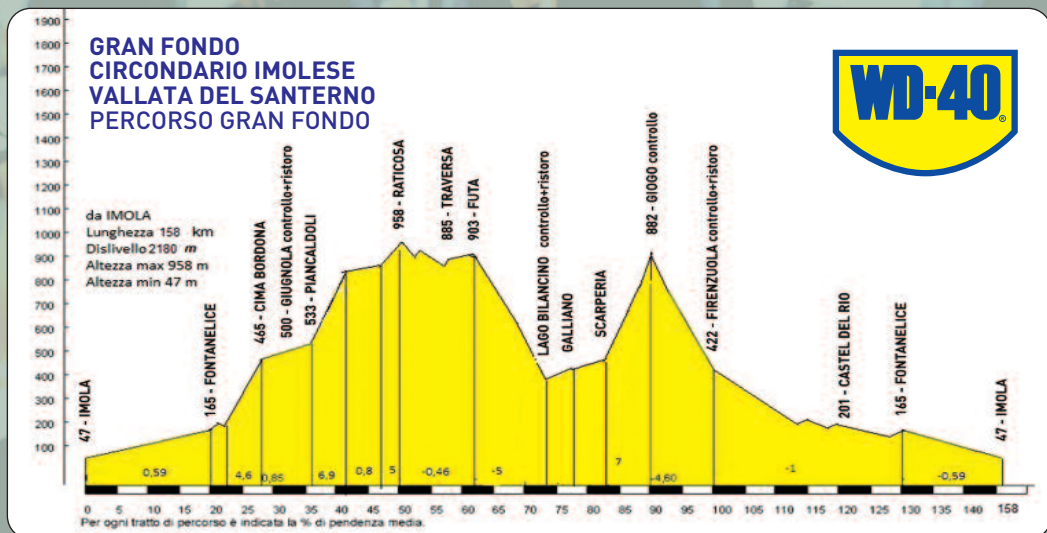 GRAN FONDO
CIRCONDARIO IMOLESE
VALLATA DEL SANTERNO
PERCORSO GRAN FONDO
WD-40®
da IMOLA
Lunghezza 158 km
Dislivello 2180 m
Altezza max 958 m
Altezza min 47 m
1900
1800
1700
1600
1500
1400
1300
1200
1100
1000
900
800
700
600
500
400
300
200
100
47 - IMOLA
165 - FONTANELICE
465 - CIMA BORDONA
500 - GIUGNOLA controllo+ristoro
533 - PIANCALDOLI
958 - RATICOSA
885 - TRAVERSA
903 - FUTA
LAGO BILANCINO controllo+ristoro
GALLIANO
SCARPERIA
882 - GIOGO controllo
422 - FIRENZUOLA controllo+ristoro
201 - CASTEL DEL RIO
165 - FONTANELICE
47 - IMOLA
0,59 4,6 0,85 6,9 0,8 5 -0,46 -5 7 -4,60 -1 -0,59
0 5 10 15 20 25 30 35 40 45 50 55 60 65 70 75 80 85 90 95 100 105 110 115 120 125 130 135 140 158
Per ogni tratto di percorso è indicata la % di pendenza media.